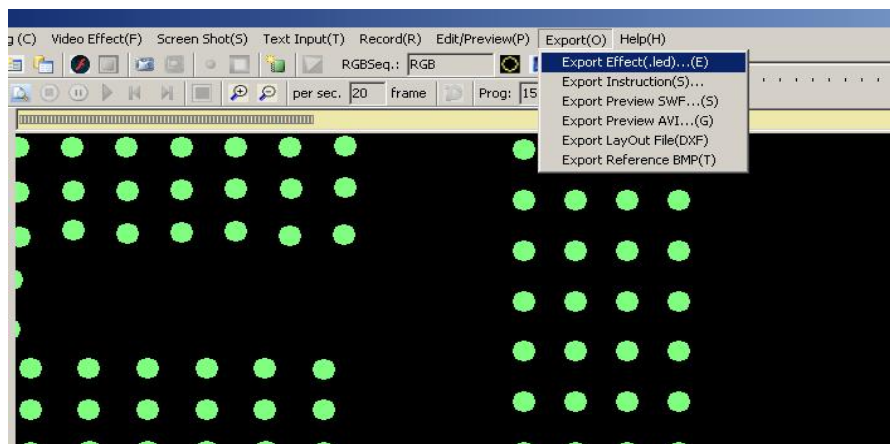 g (C) Video Effect(F) Screen Shot(S) Text Input(T) Record(R) Edit/Preview(P) Export(O) Help(H)
RGBSeq.: RGB
per sec. 20 frame Prog: 15
Export Effect(.led)...(E)
Export Instruction(S)...
Export Preview SWF...(S)
Export Preview AVI...(G)
Export LayOut File(DXF)
Export Reference BMP(T)